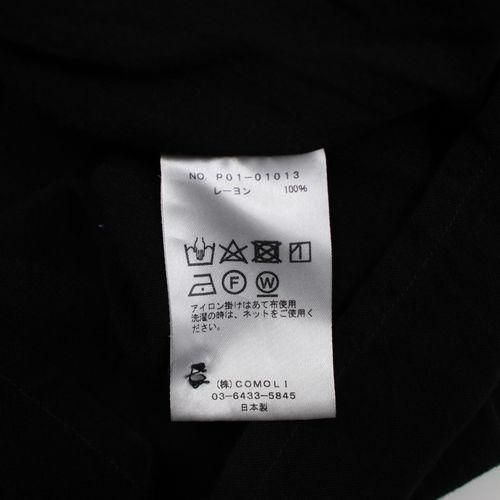 NO. P01-01013
レーヨン 100%
F W
アイロン掛けはあて布使用
洗濯の時は、ネットをご使用く
ださい。
(株)COMOLI
03-6433-5845
日本製